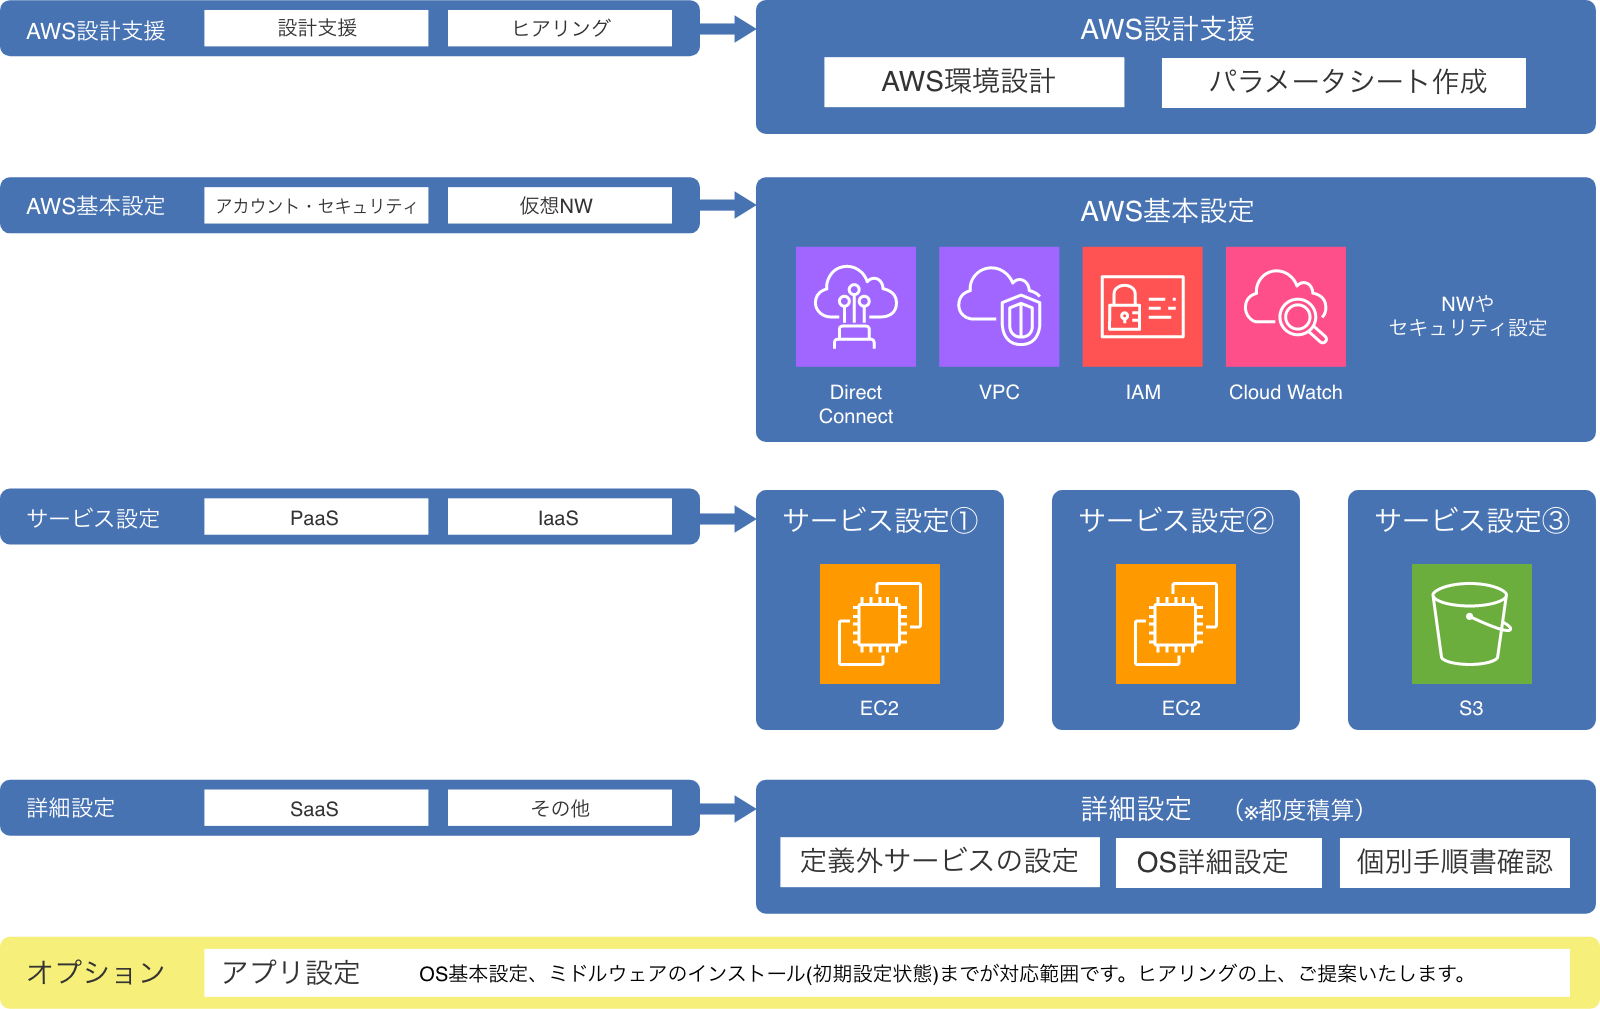 AWS設計支援 設計支援 ヒアリング
AWS設計支援
AWS環境設計 パラメータシート作成
AWS基本設定 アカウント・セキュリティ 仮想NW
AWS基本設定
Direct
Connect
VPC
IAM
Cloud Watch
NWや
セキュリティ設定
サービス設定 PaaS IaaS
サービス設定①
EC2
サービス設定②
EC2
サービス設定③
S3
詳細設定 SaaS その他
詳細設定 (※都度積算)
定義外サービスの設定 OS詳細設定 個別手順書確認
オプション アプリ設定 OS基本設定、ミドルウェアのインストール(初期設定状態)までが対応範囲です。ヒアリングの上、ご提案いたします。